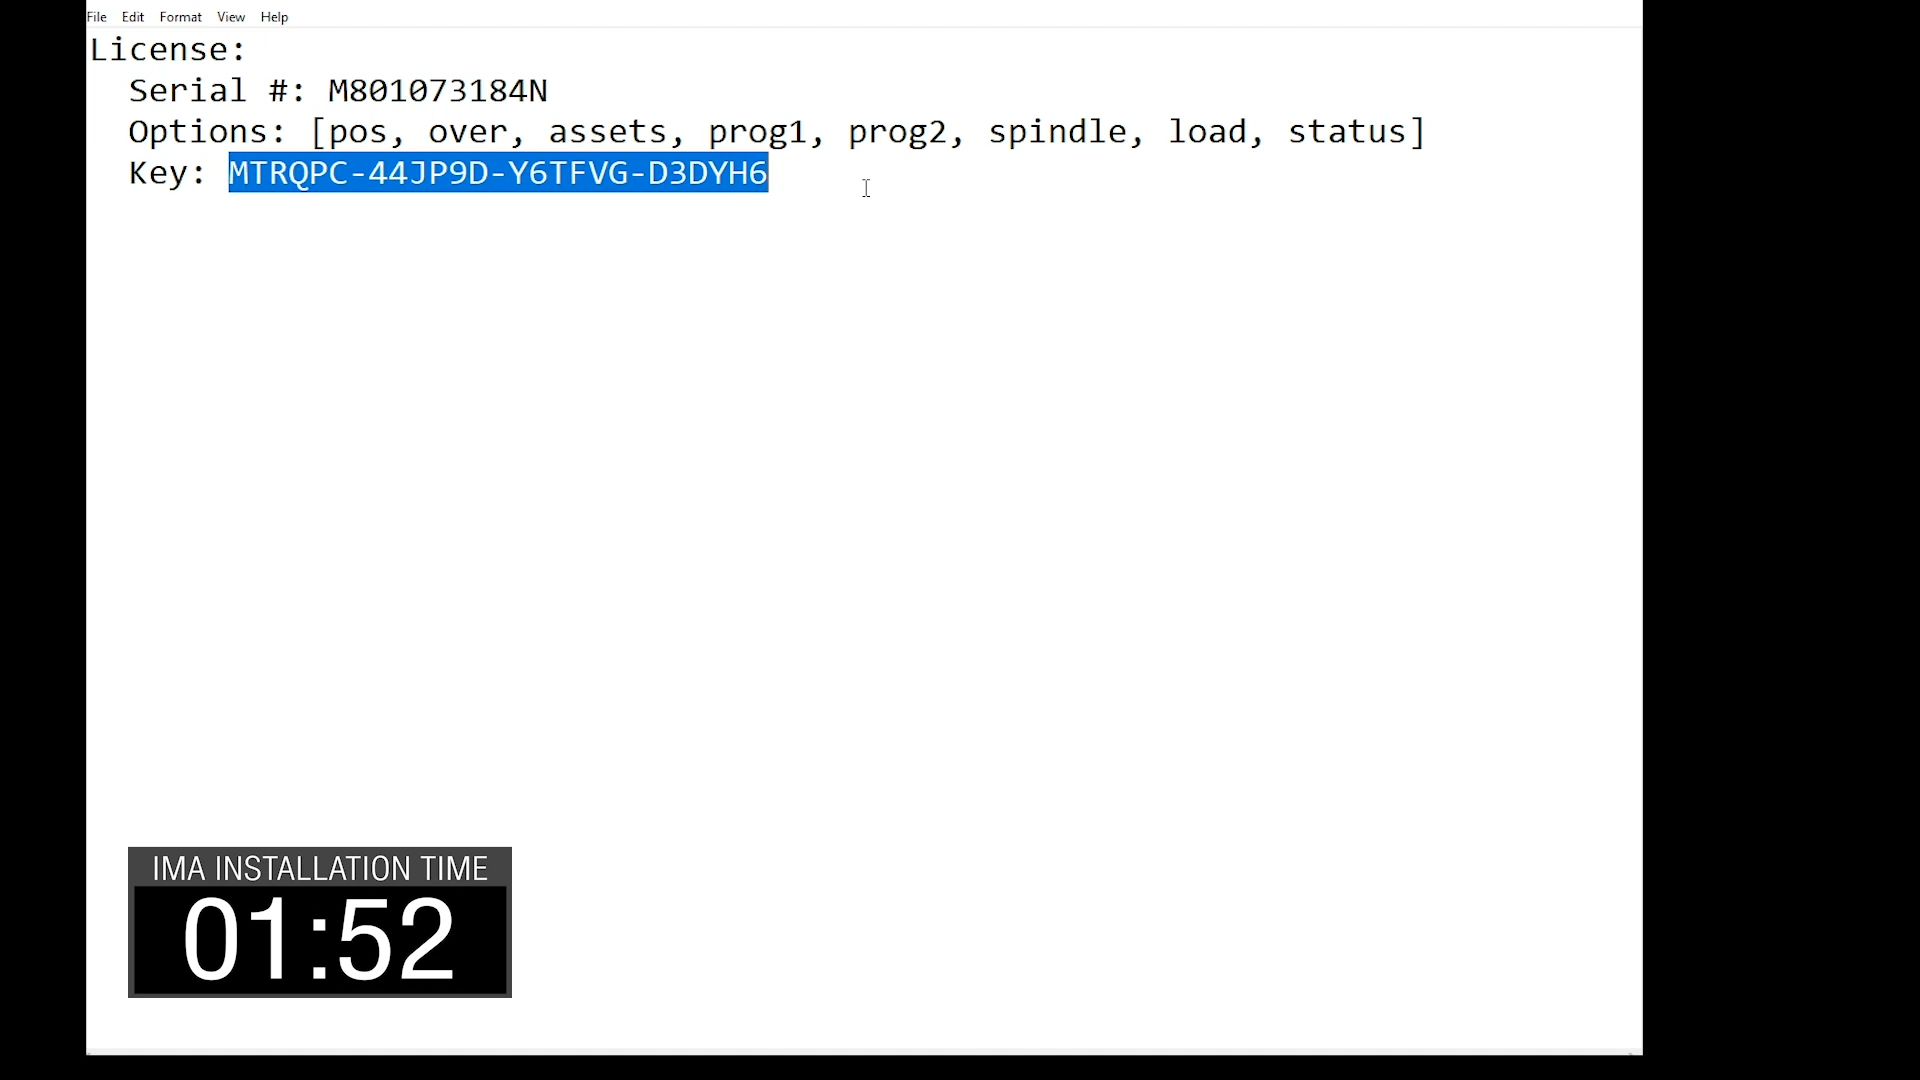 File Edit Format View Help
License:
Serial #: M801073184N
Options: [pos, over, assets, prog1, prog2, spindle, load, status]
Key: MTRQPC-44JP9D-Y6TFVG-D3DYH6
IMA INSTALLATION TIME
01:52